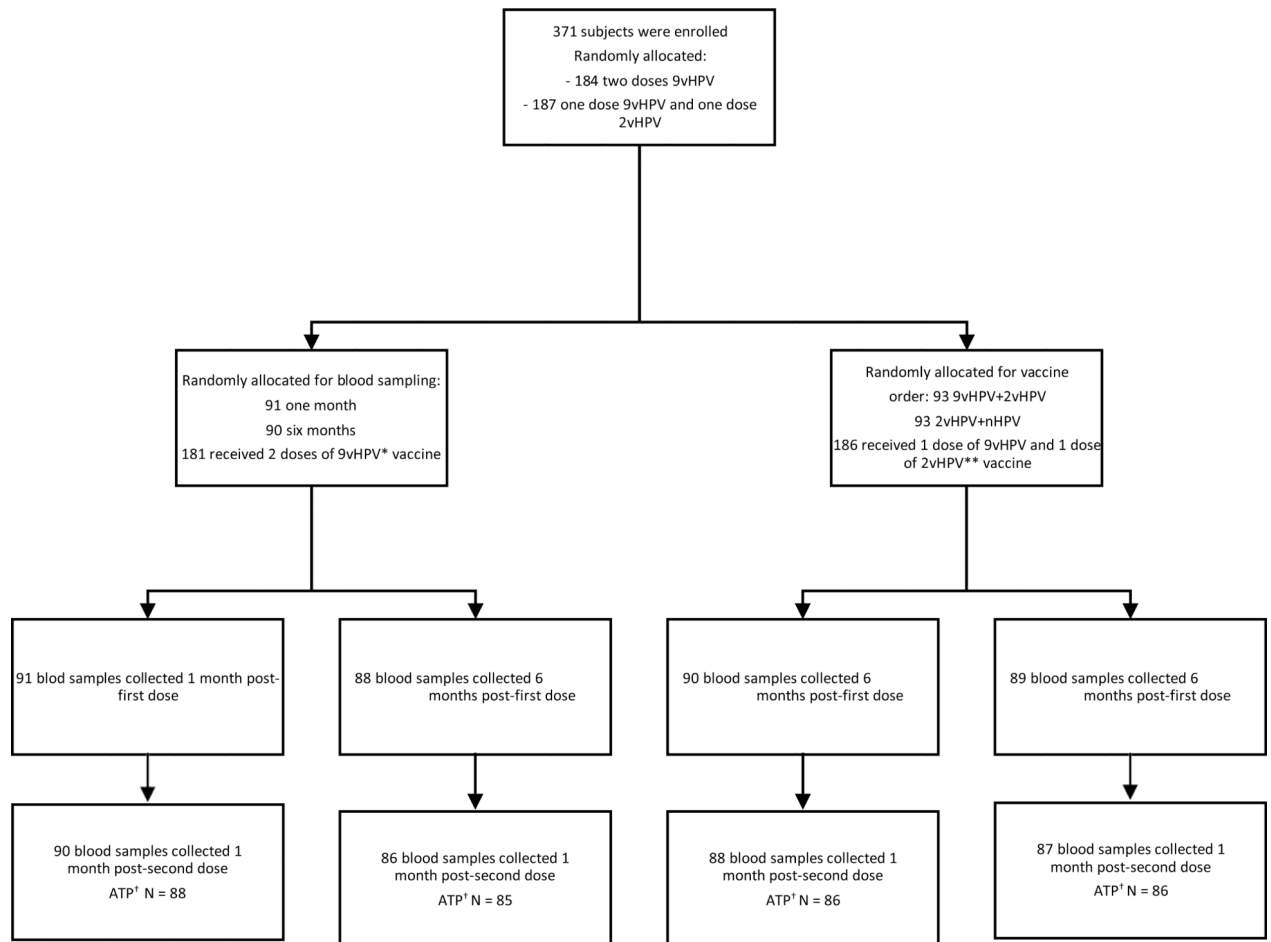 371 subjects were enrolled
Randomly allocated:
- 184 two doses 9vHPV
- 187 one dose 9vHPV and one dose
2vHPV
Randomly allocated for blood sampling:
91 one month
90 six months
181 received 2 doses of 9vHPV* vaccine
Randomly allocated for vaccine
order: 93 9vHPV+2vHPV
93 2vHPV+nHPV
186 received 1 dose of 9vHPV and 1 dose
of 2vHPV** vaccine
91 blod samples collected 1 month post-
first dose
88 blood samples collected 6
months post-first dose
90 blood samples collected 6
months post-first dose
89 blood samples collected 6
months post-first dose
90 blood samples collected 1
month post-second dose
ATP† N = 88
86 blood samples collected 1
month post-second dose
ATP† N = 85
88 blood samples collected 1
month post-second dose
ATP† N = 86
87 blood samples collected 1
month post-second dose
ATP† N = 86